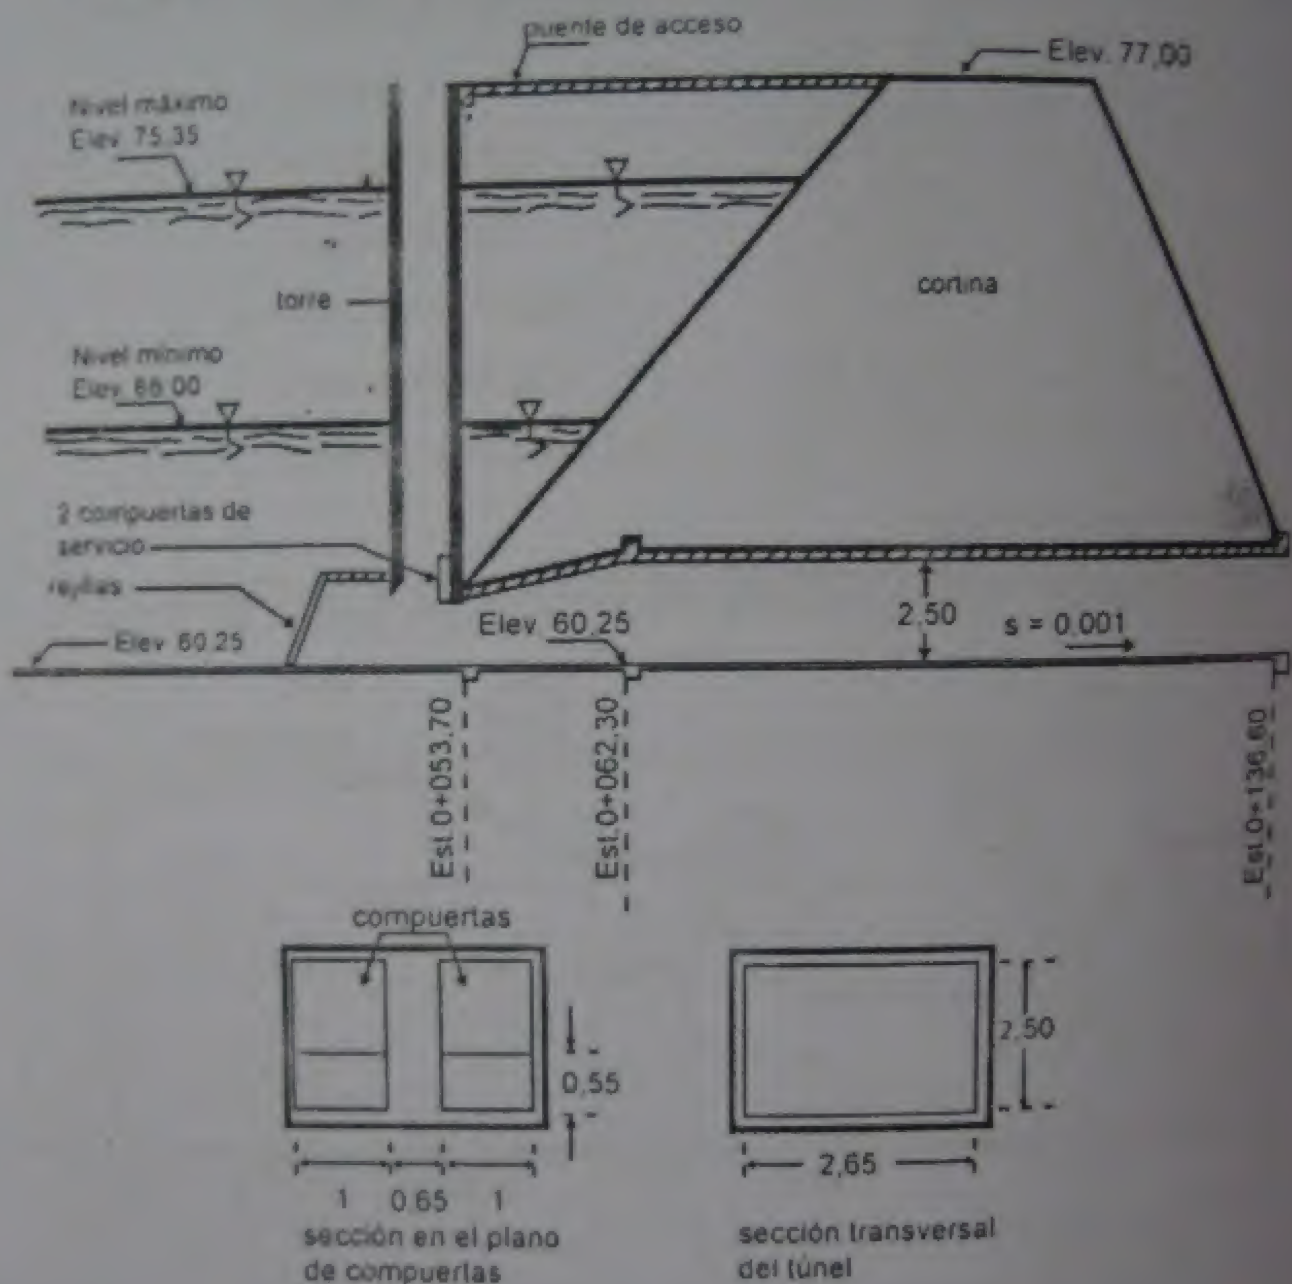 puente de acceso
Elev. 77,00
Nivel máximo
Elev. 75.35
torre
cortina
Nivel mínimo
Elev. 66.00
2 compuertas de
servicio
rejillas
Elev 60.25
Elev 60.25
2.50
s = 0.001
Est.0+053,70
Est.0+062,30
Est.0+136.60
compuertas
0,55
2,50
1 0.65 1
2,65
sección en el plano
de compuertas
sección transversal
del túnel